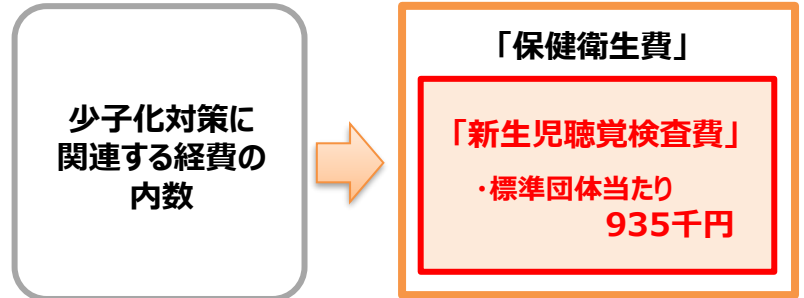 少子化対策に
関連する経費の
内数
「保健衛生費」
「新生児聴覚検査費」
・標準団体当たり
935千円